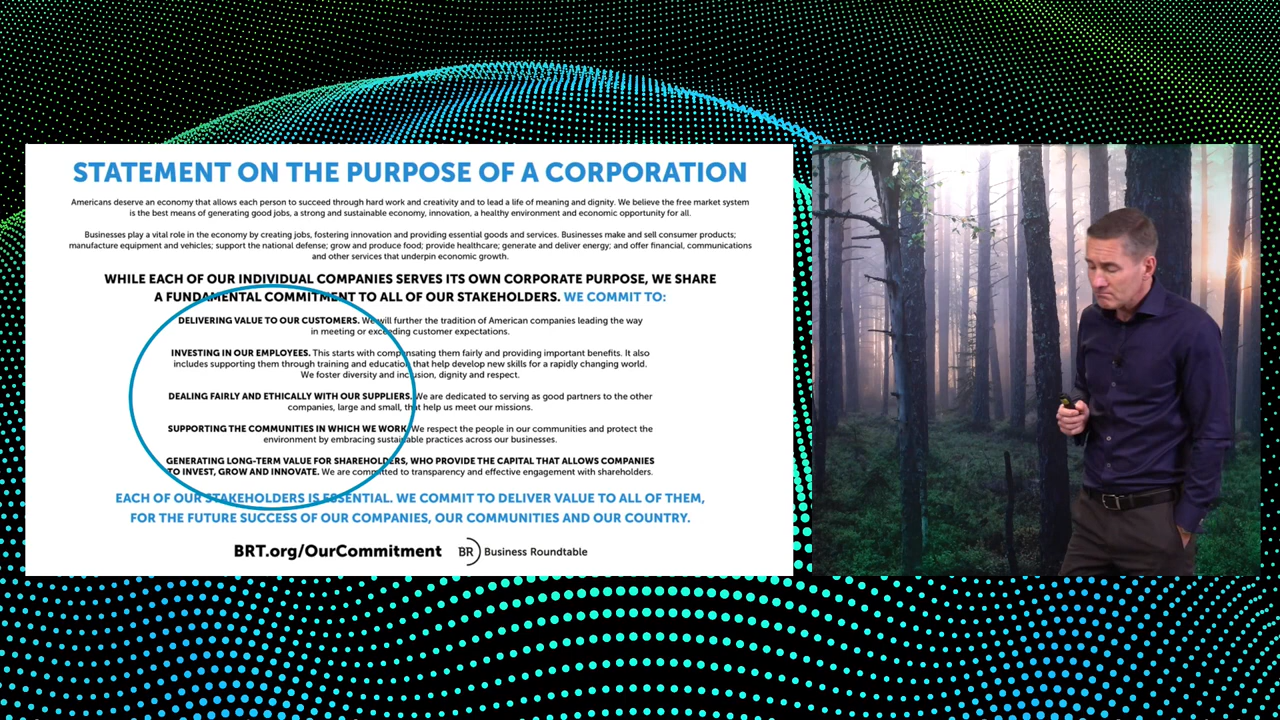 STATEMENT ON THE PURPOSE OF A CORPORATION
Americans deserve an economy that allows each person to succeed through hard work and creativity and to lead a life of meaning and dignity. We believe the free market system
is the best means of generating good jobs, a strong and sustainable economy, innovation, a healthy environment and economic opportunity for all.
Businesses play a vital role in the economy by creating jobs, fostering innovation and providing essential goods and services. Businesses make and sell consumer products;
manufacture equipment and vehicles; support the national defense; grow and produce food; provide healthcare; generate and deliver energy; and offer financial, communications
and other services that underpin economic growth.
WHILE EACH OF OUR INDIVIDUAL COMPANIES SERVES ITS OWN CORPORATE PURPOSE, WE SHARE
A FUNDAMENTAL COMMITMENT TO ALL OF OUR STAKEHOLDERS. WE COMMIT TO:
DELIVERING VALUE TO OUR CUSTOMERS. We will further the tradition of American companies leading the way
in meeting or exceeding customer expectations.
INVESTING IN OUR EMPLOYEES. This starts with compensating them fairly and providing important benefits. It also
includes supporting them through training and education that help develop new skills for a rapidly changing world.
We foster diversity and inclusion, dignity and respect.
DEALING FAIRLY AND ETHICALLY WITH OUR SUPPLIERS. We are dedicated to serving as good partners to the other
companies, large and small, that help us meet our missions.
SUPPORTING THE COMMUNITIES IN WHICH WE WORK. We respect the people in our communities and protect the
environment by embracing sustainable practices across our businesses.
GENERATING LONG-TERM VALUE FOR SHAREHOLDERS, WHO PROVIDE THE CAPITAL THAT ALLOWS COMPANIES
TO INVEST, GROW AND INNOVATE. We are committed to transparency and effective engagement with shareholders.
EACH OF OUR STAKEHOLDERS IS ESSENTIAL. WE COMMIT TO DELIVER VALUE TO ALL OF THEM,
FOR THE FUTURE SUCCESS OF OUR COMPANIES, OUR COMMUNITIES AND OUR COUNTRY.
BRT.org/OurCommitment BR Business Roundtable